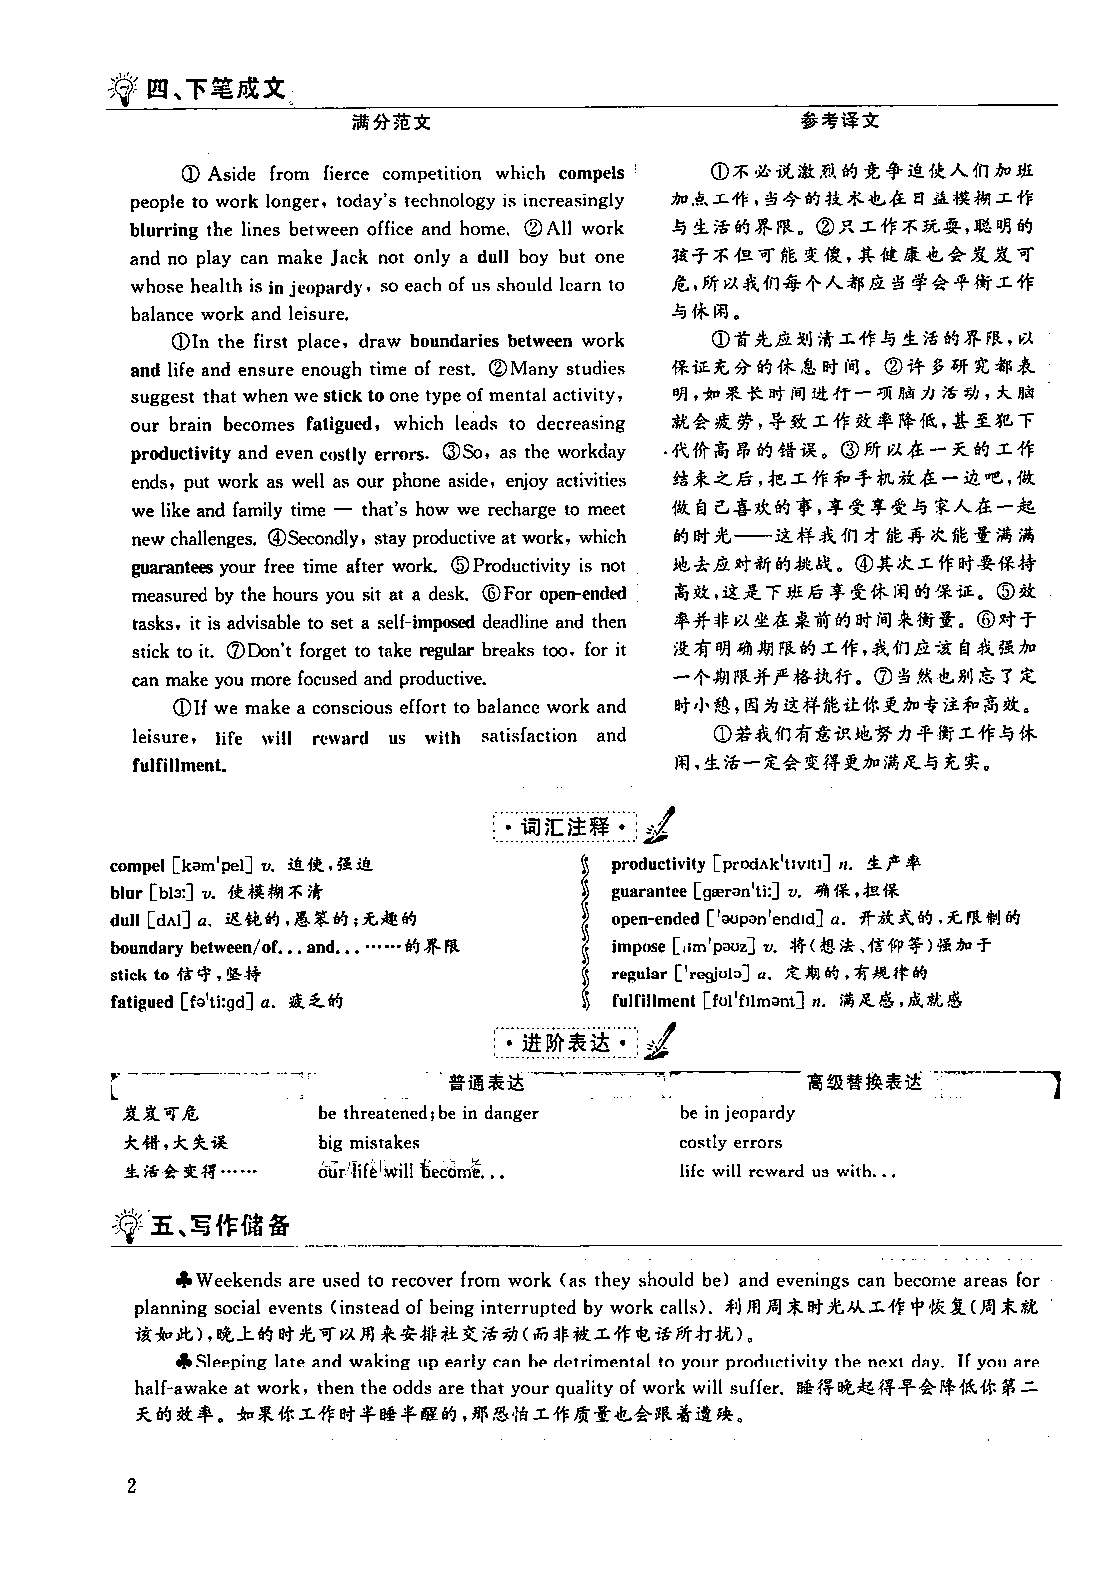 四、下笔成文
满分范文
① Aside from fierce competition which compels
people to work longer, today's technology is increasingly
blurring the lines between office and home. ②All work
and no play can make Jack not only a dull boy but one
whose health is in jeopardy, so each of us should learn to
balance work and leisure.
①In the first place, draw boundaries between work
and life and ensure enough time of rest. ②Many studies
suggest that when we stick to one type of mental activity,
our brain becomes fatigued, which leads to decreasing
productivity and even costly errors. ③So, as the workday
ends, put work as well as our phone aside, enjoy activities
we like and family time — that's how we recharge to meet
new challenges. ④Secondly, stay productive at work, which
guarantees your free time after work. ⑤Productivity is not
measured by the hours you sit at a desk. ⑥For open-ended
tasks, it is advisable to set a self-imposed deadline and then
stick to it. ⑦Don't forget to take regular breaks too, for it
can make you more focused and productive.
①If we make a conscious effort to balance work and
leisure, life will reward us with satisfaction and
fulfillment.
参考译文
①不必说激烈的竞争迫使人们加班
加点工作,当今的技术也在日益模糊工作
与生活的界限。②只工作不玩耍,聪明的
孩子不但可能变傻,其健康也会岌岌可
危,所以我们每个人都应当学会平衡工作
与休闲。
①首先应划清工作与生活的界限,以
保证充分的休息时间。②许多研究都表
明,如果长时间进行一项脑力活动,大脑
就会疲劳,导致工作效率降低,甚至犯下
代价高昂的错误。③所以在一天的工作
结束之后,把工作和手机放在一边吧,做
做自己喜欢的事,享受享受与家人在一起
的时光——这样我们才能再次能量满满
地去应对新的挑战。④其次工作时要保持
高效,这是下班后享受休闲的保证。⑤效
率并非以坐在桌前的时间来衡量。⑥对于
没有明确期限的工作,我们应该自我强加
一个期限并严格执行。⑦当然也别忘了定
时小憩,因为这样能让你更加专注和高效。
①若我们有意识地努力平衡工作与休
闲,生活一定会变得更加满足与充实。
·词汇注释·
compel [kəm'pel] v. 迫使,强迫
blur [blɜː] v. 使模糊不清
dull [dʌl] a. 迟钝的,愚笨的;无趣的
boundary between/of...and...……的界限
stick to 信守,坚持
fatigued [fə'tiːgd] a. 疲乏的
productivity [prɒdʌk'tɪvɪtɪ] n. 生产率
guarantee [gærən'tiː] v. 确保,担保
open-ended ['əʊpən'endɪd] a. 开放式的,无限制的
impose [ˌɪm'pəʊz] v. 将(想法、信仰等)强加于
regular ['regjʊlə] a. 定期的,有规律的
fulfillment [fʊl'fɪlmənt] n. 满足感,成就感
·进阶表达·
普通表达 高级替换表达
岌岌可危 be threatened;be in danger be in jeopardy
大错,大失误 big mistakes costly errors
生活会变得…… our life will become... life will reward us with...
五、写作储备
♣Weekends are used to recover from work (as they should be) and evenings can become areas for
planning social events (instead of being interrupted by work calls). 利用周末时光从工作中恢复(周末就
该如此),晚上的时光可以用来安排社交活动(而非被工作电话所打扰)。
♣Sleeping late and waking up early can be detrimental to your productivity the next day. If you are
half-awake at work, then the odds are that your quality of work will suffer. 睡得晚起得早会降低你第二
天的效率。如果你工作时半睡半醒的,那恐怕工作质量也会跟着遭殃。
2